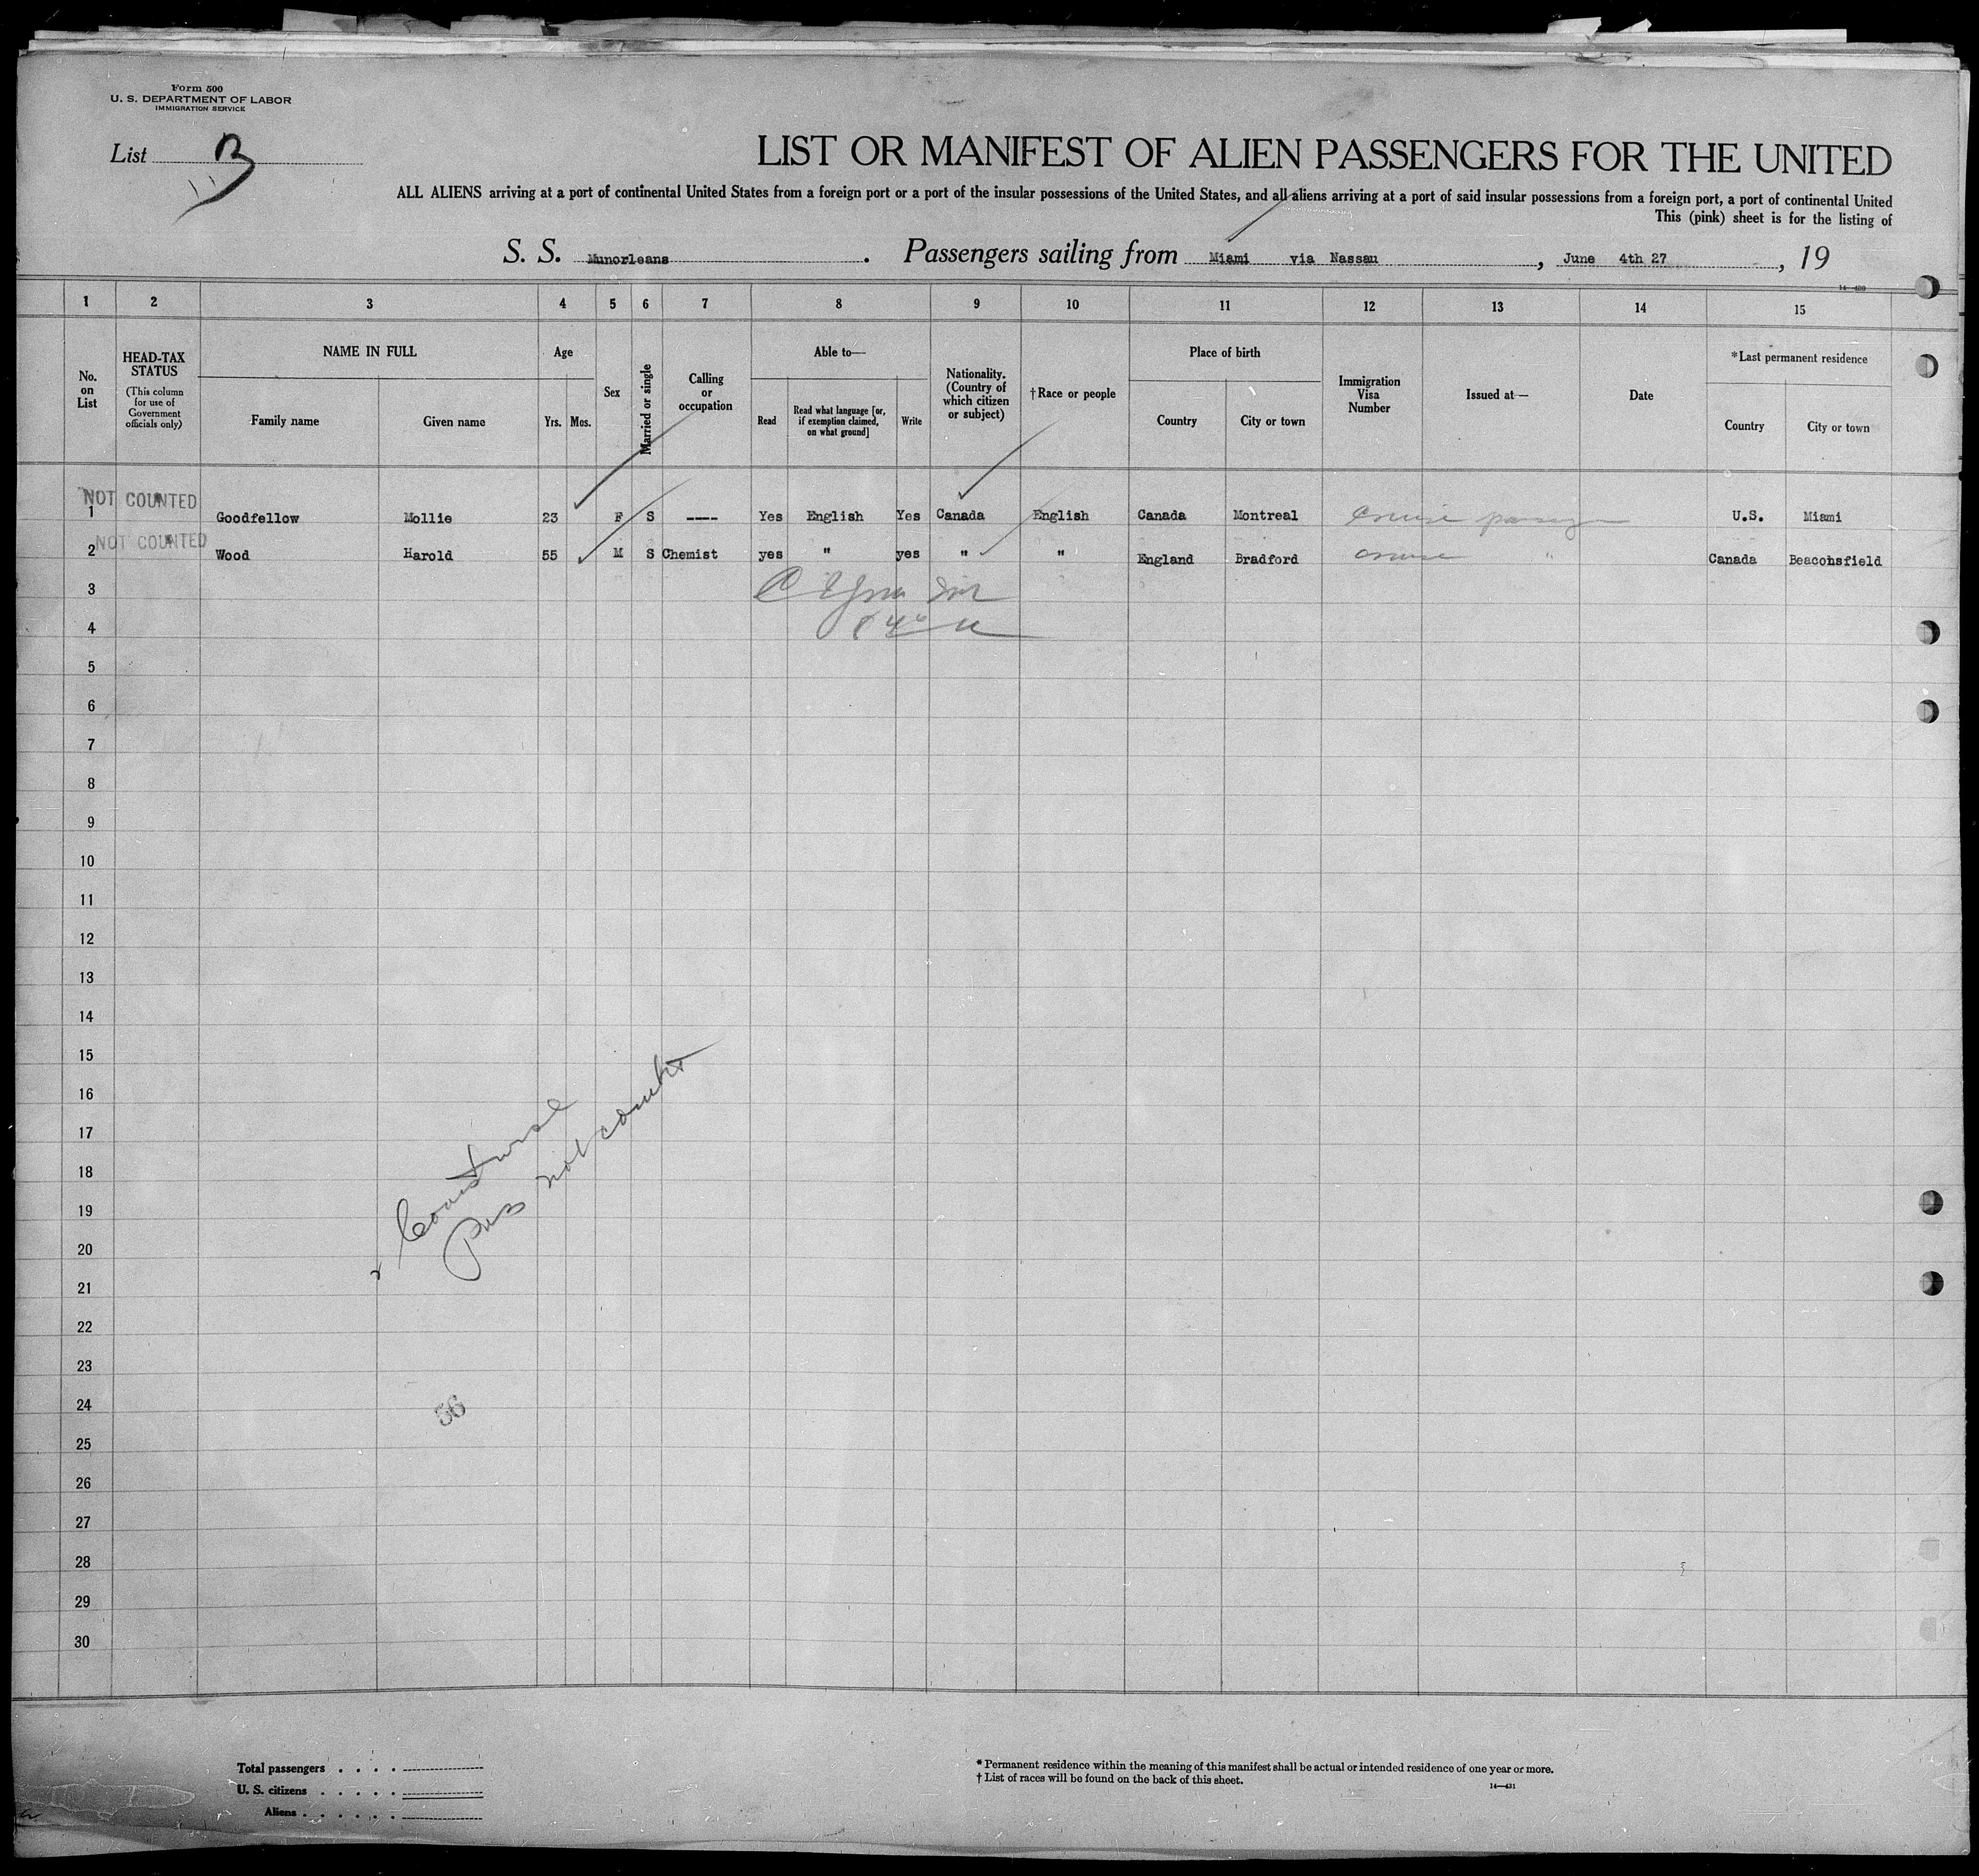 Form 500
U. S. DEPARTMENT OF LABOR
IMMIGRATION SERVICE
List B
LIST OR MANIFEST OF ALIEN PASSENGERS FOR THE UNITED
ALL ALIENS arriving at a port of continental United States from a foreign port or a port of the insular possessions of the United States, and all aliens arriving at a port of said insular possessions from a foreign port, a port of continental United
This (pink) sheet is for the listing of
S. S. Munorleans . Passengers sailing from Miami via Nassau , June 4th 27 , 19
1 2 3 4 5 6 7 8 9 10 11 12 13 14 15
No. on List
HEAD-TAX STATUS
(This column for use of Government officials only)
NAME IN FULL
Family name Given name
Age
Yrs. Mos.
Sex
Married or single
Calling or occupation
Able to—
Read
Read what language [or, if exemption claimed, on what ground]
Write
Nationality. (Country of which citizen or subject)
†Race or people
Place of birth
Country City or town
Immigration Visa Number
Issued at—
Date
*Last permanent residence
Country City or town
NOT COUNTED
1 Goodfellow Mollie 23 F S ---- Yes English Yes Canada English Canada Montreal Cruise U.S. Miami
NOT COUNTED
2 Wood Harold 55 M S Chemist yes " yes " " England Bradford cruise " Canada Beaconsfield
3
4
5
6
7
8
9
10
11
12
13
14
15
16
17
18
19
20
21
22
23
24
25
26
27
28
29
30
Pass not count
56
Total passengers . . . .
U. S. citizens . . . . .
Aliens . . . . . .
* Permanent residence within the meaning of this manifest shall be actual or intended residence of one year or more.
† List of races will be found on the back of this sheet.
14—431